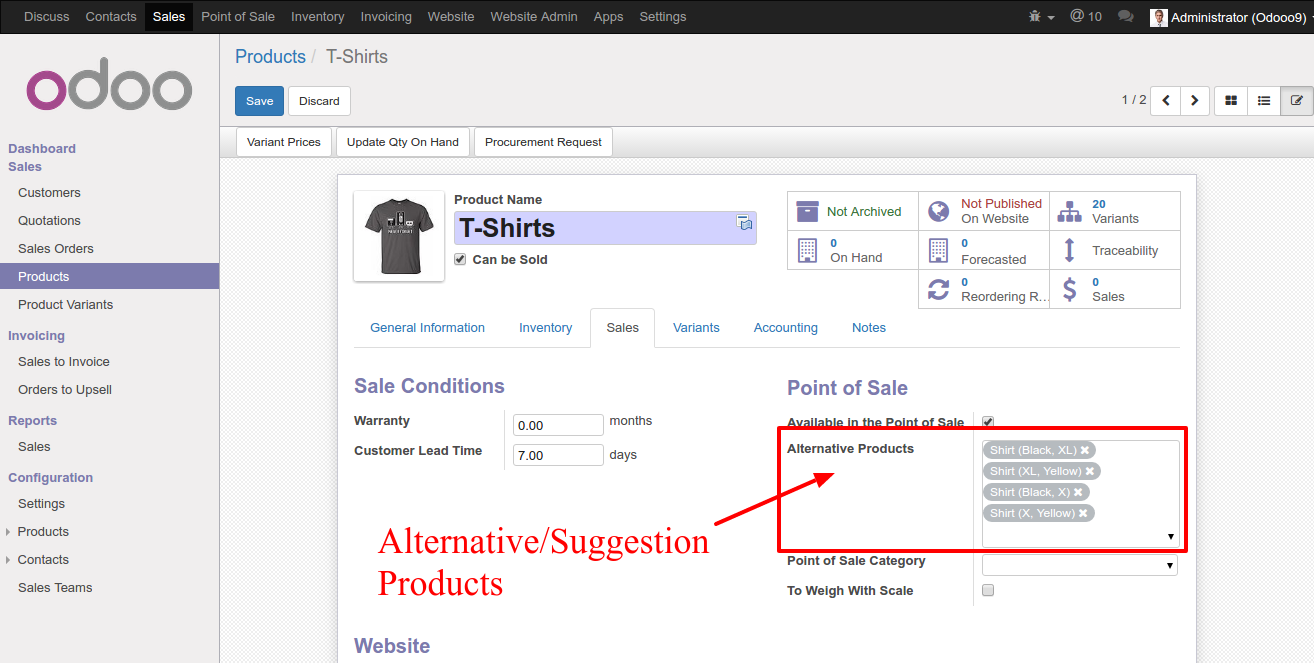 Discuss Contacts Sales Point of Sale Inventory Invoicing Website Website Admin Apps Settings @ 10 Administrator (Odooo9)
odoo
Products / T-Shirts
Save Discard
1 / 2
Variant Prices Update Qty On Hand Procurement Request
Dashboard
Sales
Customers
Quotations
Sales Orders
Products
Product Variants
Invoicing
Sales to Invoice
Orders to Upsell
Reports
Sales
Configuration
Settings
Products
Contacts
Sales Teams
Product Name
T-Shirts
Can be Sold
Not Archived
Not Published
On Website
20
Variants
0
On Hand
0
Forecasted
Traceability
0
Reordering R...
0
Sales
General Information Inventory Sales Variants Accounting Notes
Sale Conditions
Warranty 0.00 months
Customer Lead Time 7.00 days
Point of Sale
Available in the Point of Sale
Alternative Products
Shirt (Black, XL) ✖
Shirt (XL, Yellow) ✖
Shirt (Black, X) ✖
Shirt (X, Yellow) ✖
Point of Sale Category
To Weigh With Scale
Alternative/Suggestion
Products
Website